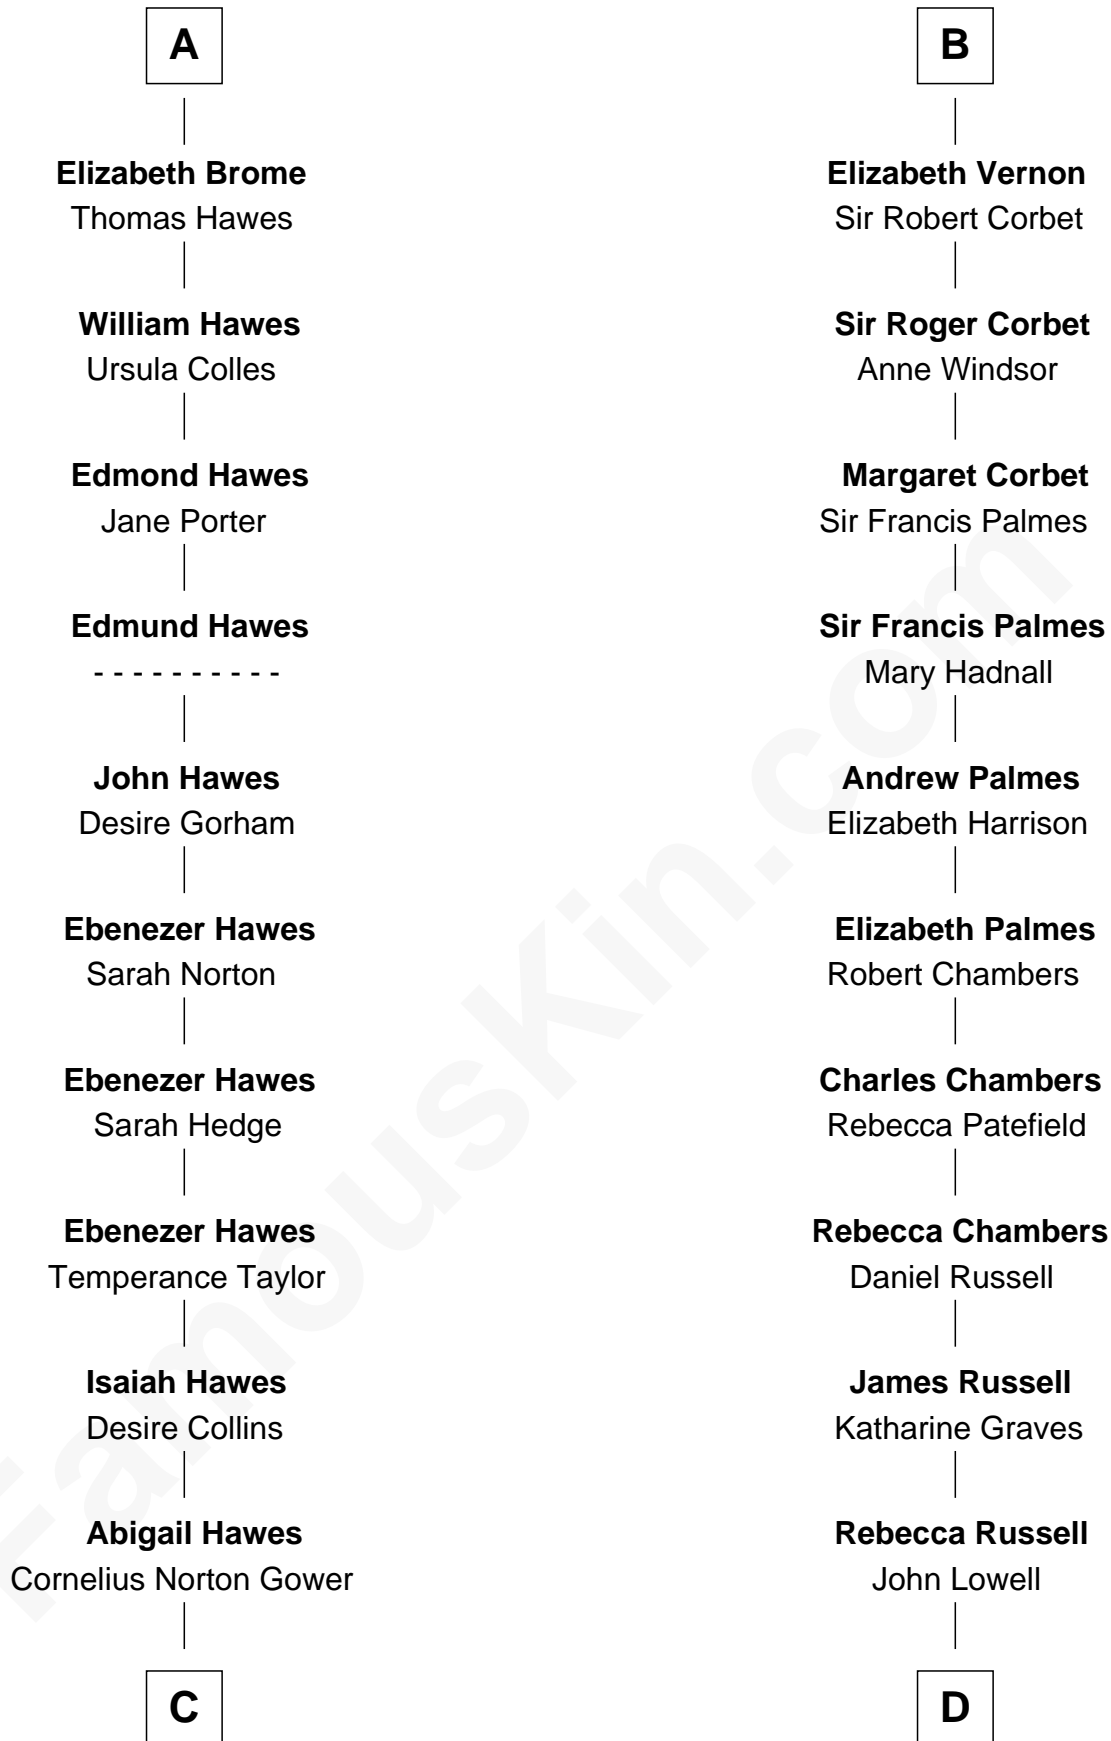 A
Elizabeth Brome
Thomas Hawes
William Hawes
Ursula Colles
Edmond Hawes
Jane Porter
Edmund Hawes
- - - - - - - - - -
John Hawes
Desire Gorham
Ebenezer Hawes
Sarah Norton
Ebenezer Hawes
Sarah Hedge
Ebenezer Hawes
Temperance Taylor
Isaiah Hawes
Desire Collins
Abigail Hawes
Cornelius Norton Gower
C
B
Elizabeth Vernon
Sir Robert Corbet
Sir Roger Corbet
Anne Windsor
Margaret Corbet
Sir Francis Palmes
Sir Francis Palmes
Mary Hadnall
Andrew Palmes
Elizabeth Harrison
Elizabeth Palmes
Robert Chambers
Charles Chambers
Rebecca Patefield
Rebecca Chambers
Daniel Russell
James Russell
Katharine Graves
Rebecca Russell
John Lowell
D
FamousKin.com